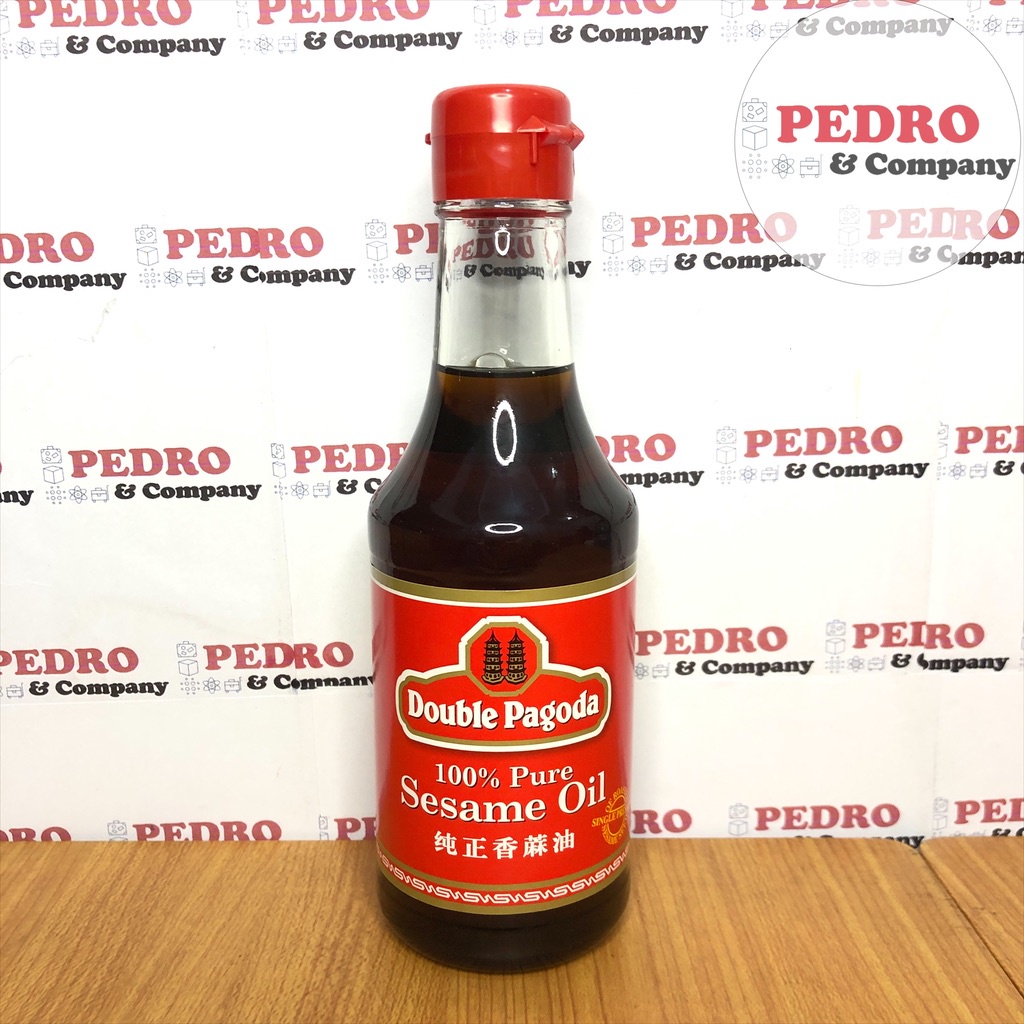 PEDRO
& Company
Double Pagoda
100% Pure
Sesame Oil
纯正香蔴油